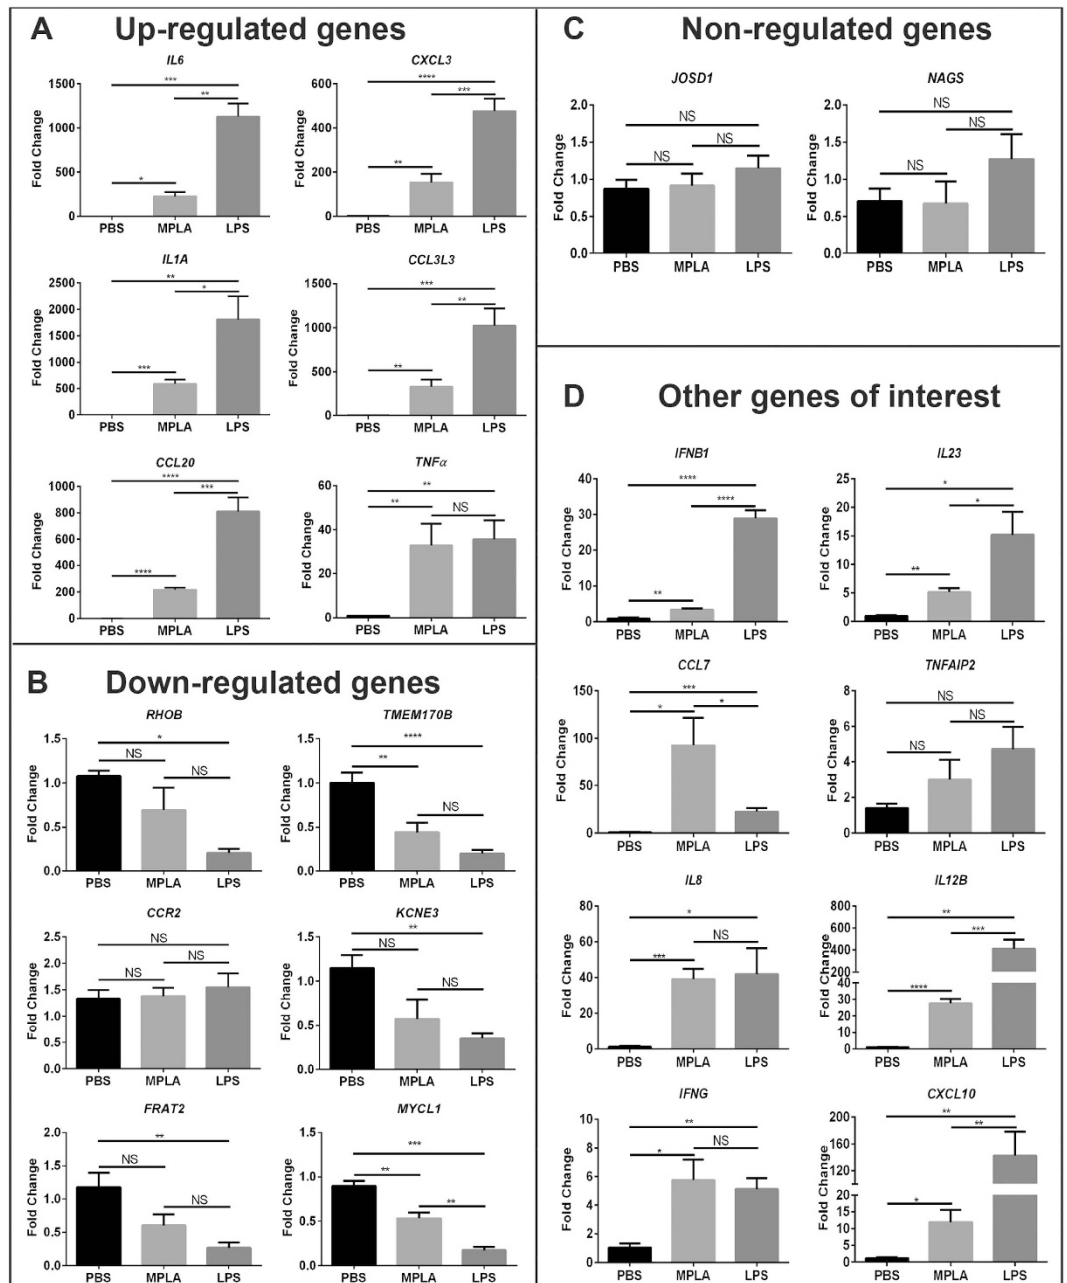 A Up-regulated genes
IL6
Fold Change
1500
1000
500
0
***
**
*
PBS MPLA LPS
CXCL3
Fold Change
600
400
200
0
****
***
**
PBS MPLA LPS
IL1A
Fold Change
2500
2000
1500
1000
500
0
**
*
***
PBS MPLA LPS
CCL3L3
Fold Change
1500
1000
500
0
***
**
**
PBS MPLA LPS
CCL20
Fold Change
1000
800
600
400
200
0
****
***
****
PBS MPLA LPS
TNFα
Fold Change
60
40
20
0
**
**
NS
PBS MPLA LPS
B Down-regulated genes
RHOB
Fold Change
1.5
1.0
0.5
0.0
*
NS
NS
PBS MPLA LPS
TMEM170B
Fold Change
1.5
1.0
0.5
0.0
****
**
NS
PBS MPLA LPS
CCR2
Fold Change
2.5
2.0
1.5
1.0
0.5
0.0
NS
NS
NS
PBS MPLA LPS
KCNE3
Fold Change
1.5
1.0
0.5
0.0
**
NS
NS
PBS MPLA LPS
FRAT2
Fold Change
2.0
1.5
1.0
0.5
0.0
**
NS
NS
PBS MPLA LPS
MYCL1
Fold Change
1.5
1.0
0.5
0.0
***
**
**
PBS MPLA LPS
C Non-regulated genes
JOSD1
Fold Change
2.0
1.5
1.0
0.5
0.0
NS
NS
NS
PBS MPLA LPS
NAGS
Fold Change
2.0
1.5
1.0
0.5
0.0
NS
NS
NS
PBS MPLA LPS
D Other genes of interest
IFNB1
Fold Change
40
30
20
10
0
****
****
**
PBS MPLA LPS
IL23
Fold Change
25
20
15
10
5
0
*
*
**
PBS MPLA LPS
CCL7
Fold Change
150
100
50
0
***
*
*
PBS MPLA LPS
TNFAIP2
Fold Change
8
6
4
2
0
NS
NS
NS
PBS MPLA LPS
IL8
Fold Change
80
60
40
20
0
*
NS
***
PBS MPLA LPS
IL12B
Fold Change
800
600
400
200
40
30
20
10
0
**
***
****
PBS MPLA LPS
IFNG
Fold Change
8
6
4
2
0
**
*
NS
PBS MPLA LPS
CXCL10
Fold Change
200
180
160
140
120
100
20
15
10
5
0
**
**
*
PBS MPLA LPS